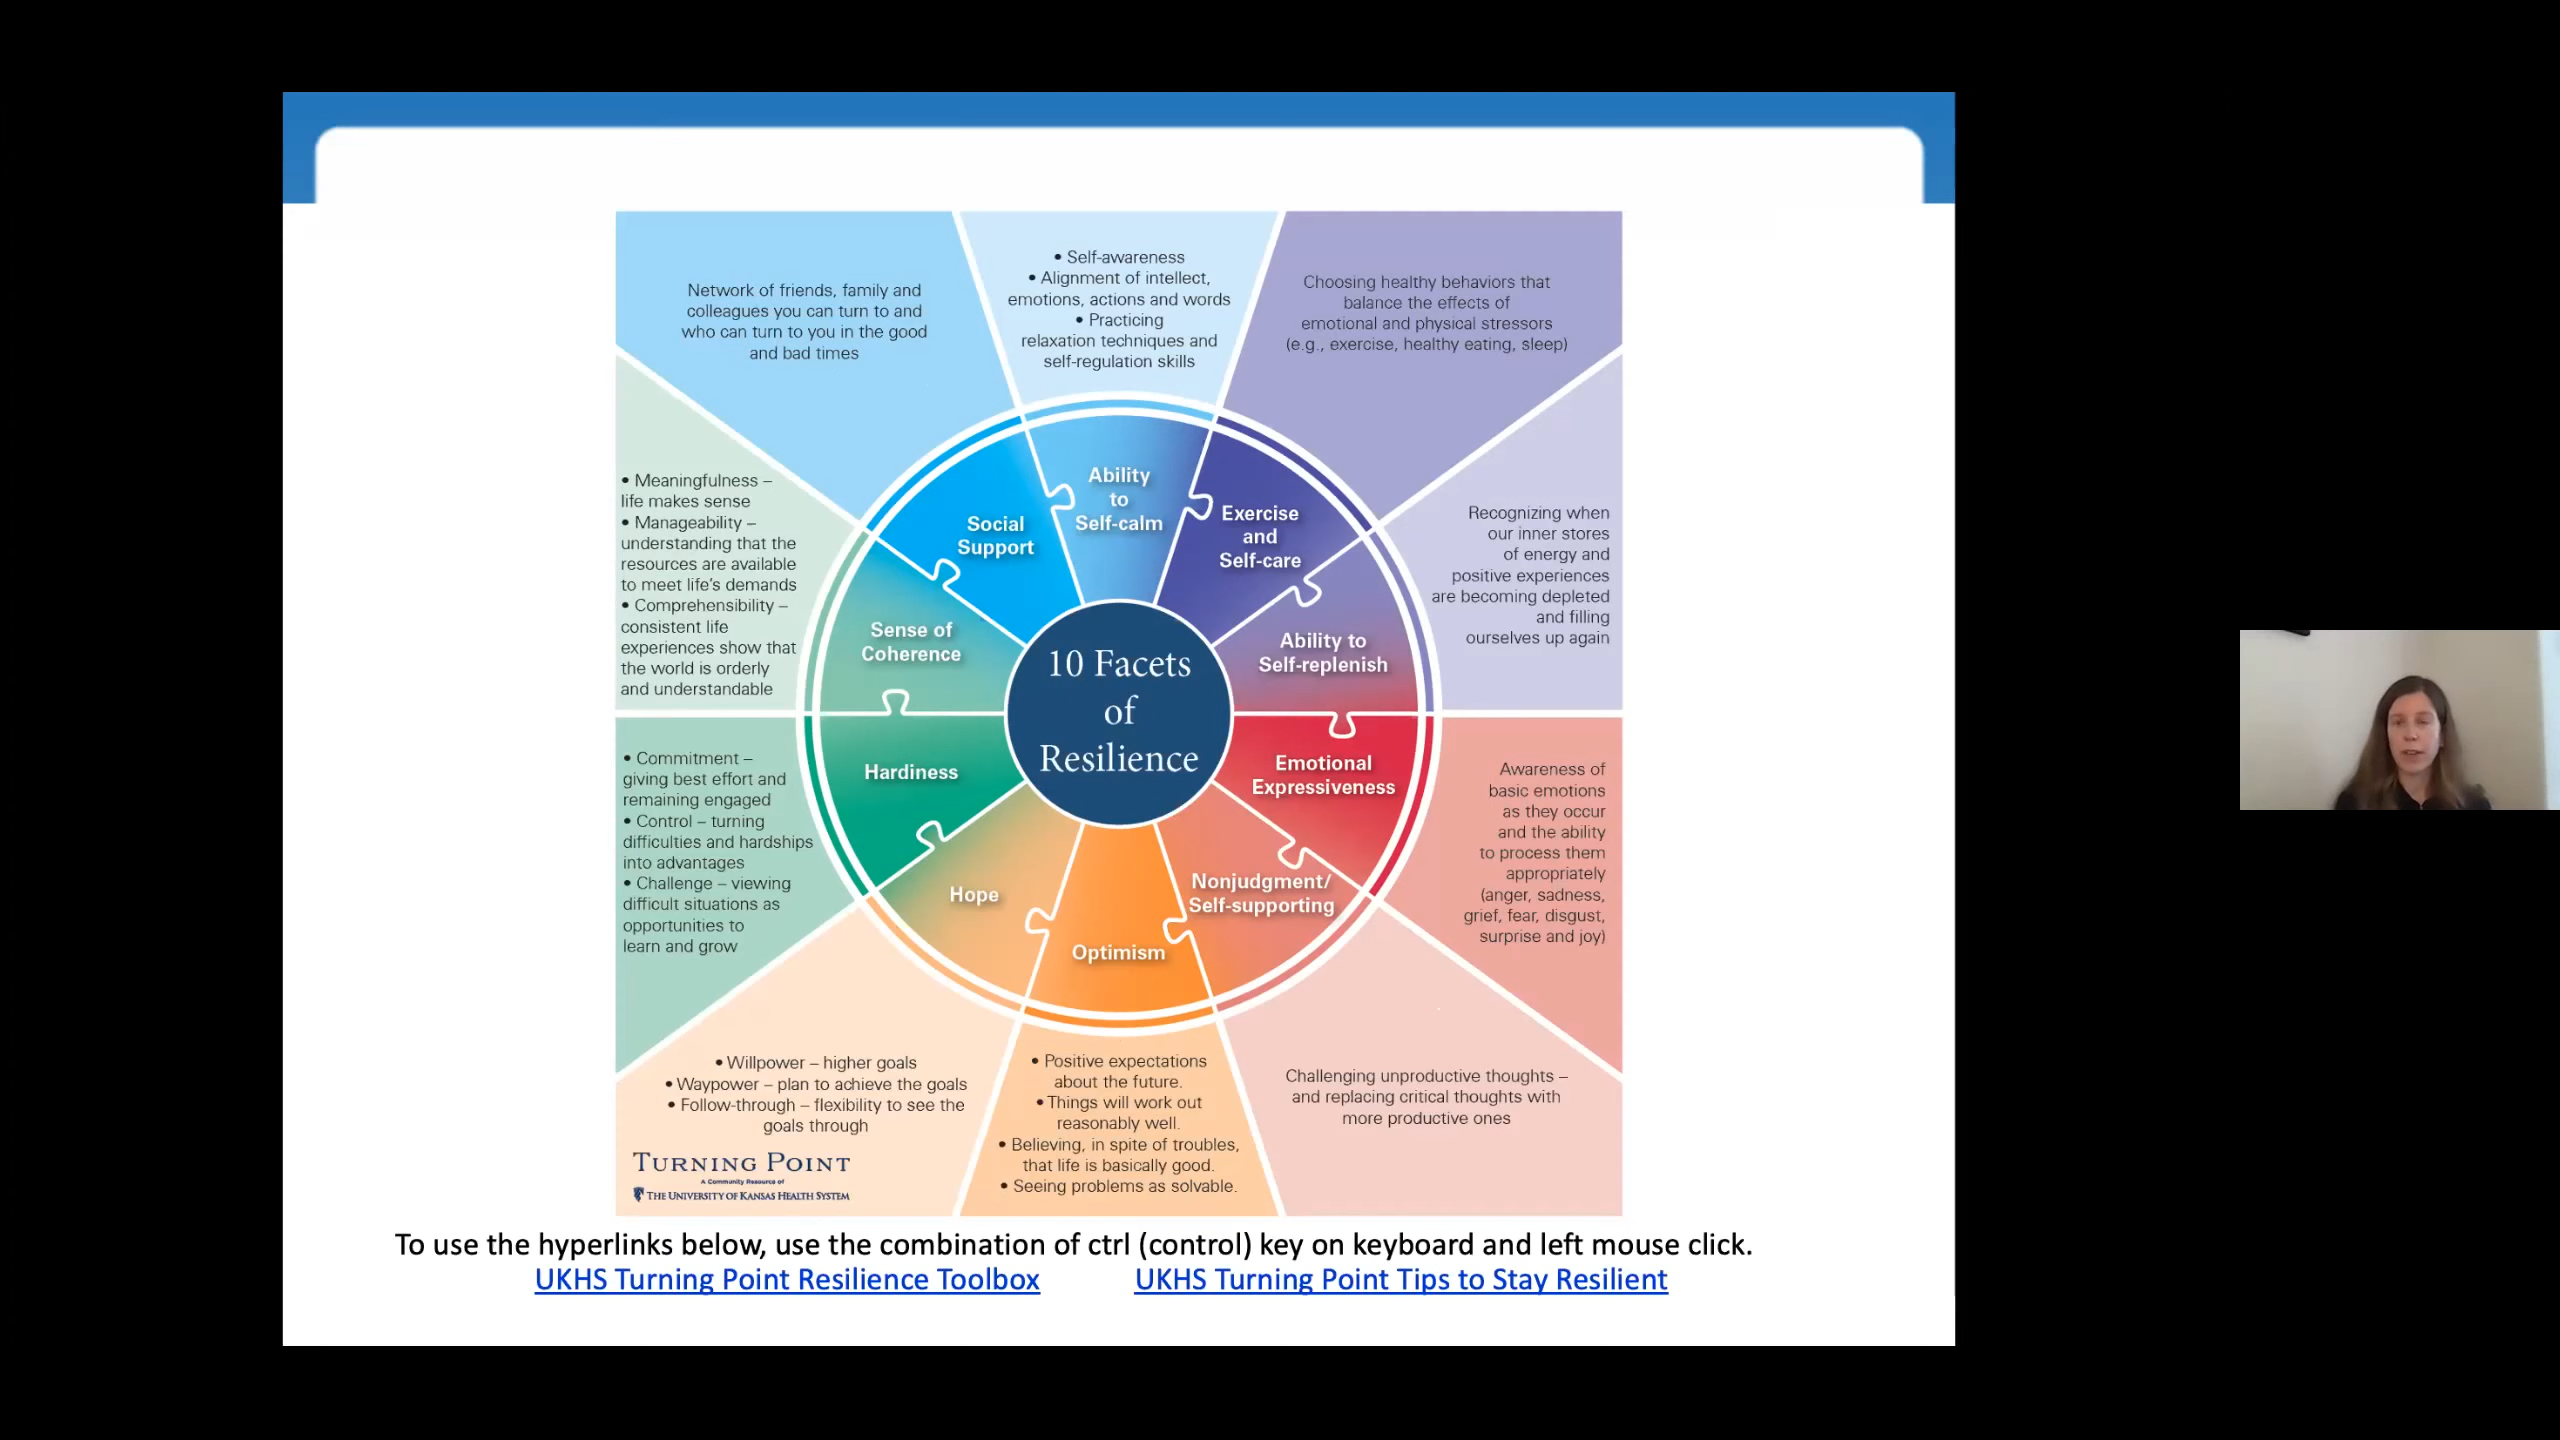 Network of friends, family and
colleagues you can turn to and
who can turn to you in the good
and bad times
• Self-awareness
• Alignment of intellect,
emotions, actions and words
• Practicing
relaxation techniques and
self-regulation skills
Choosing healthy behaviors that
balance the effects of
emotional and physical stressors
(e.g., exercise, healthy eating, sleep)
Recognizing when
our inner stores
of energy and
positive experiences
are becoming depleted
and filling
ourselves up again
Awareness of
basic emotions
as they occur
and the ability
to process them
appropriately
(anger, sadness,
grief, fear, disgust,
surprise and joy)
Challenging unproductive thoughts –
and replacing critical thoughts with
more productive ones
• Positive expectations
about the future.
• Things will work out
reasonably well.
• Believing, in spite of troubles,
that life is basically good.
• Seeing problems as solvable.
• Willpower – higher goals
• Waypower – plan to achieve the goals
• Follow-through – flexibility to see the
goals through
• Commitment –
giving best effort and
remaining engaged
• Control – turning
difficulties and hardships
into advantages
• Challenge – viewing
difficult situations as
opportunities to
learn and grow
• Meaningfulness –
life makes sense
• Manageability –
understanding that the
resources are available
to meet life's demands
• Comprehensibility –
consistent life
experiences show that
the world is orderly
and understandable
Social
Support
Ability
to
Self-calm
Exercise
and
Self-care
Ability to
Self-replenish
Emotional
Expressiveness
Nonjudgment/
Self-supporting
Optimism
Hope
Hardiness
Sense of
Coherence
10 Facets
of
Resilience
TURNING POINT
A Community Resource of
THE UNIVERSITY OF KANSAS HEALTH SYSTEM
To use the hyperlinks below, use the combination of ctrl (control) key on keyboard and left mouse click.
UKHS Turning Point Resilience Toolbox
UKHS Turning Point Tips to Stay Resilient